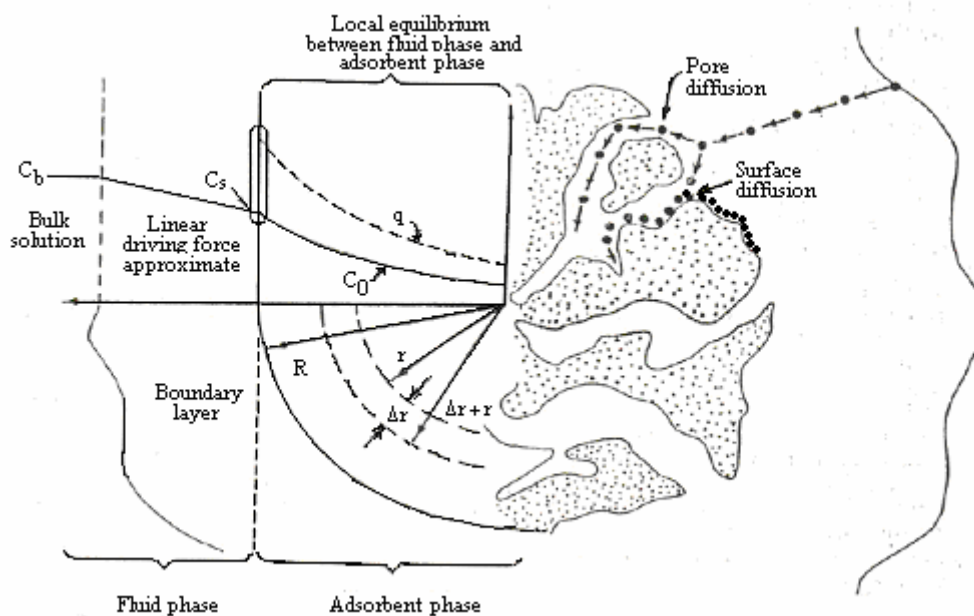 Local equilibrium
between fluid phase and
adsorbent phase
Pore
diffusion
Surface
diffusion
C_b
C_s
Bulk
solution
Linear
driving force
approximate
q
C_0
R
r
Δr
Δr+r
Boundary
layer
Fluid phase
Adsorbent phase